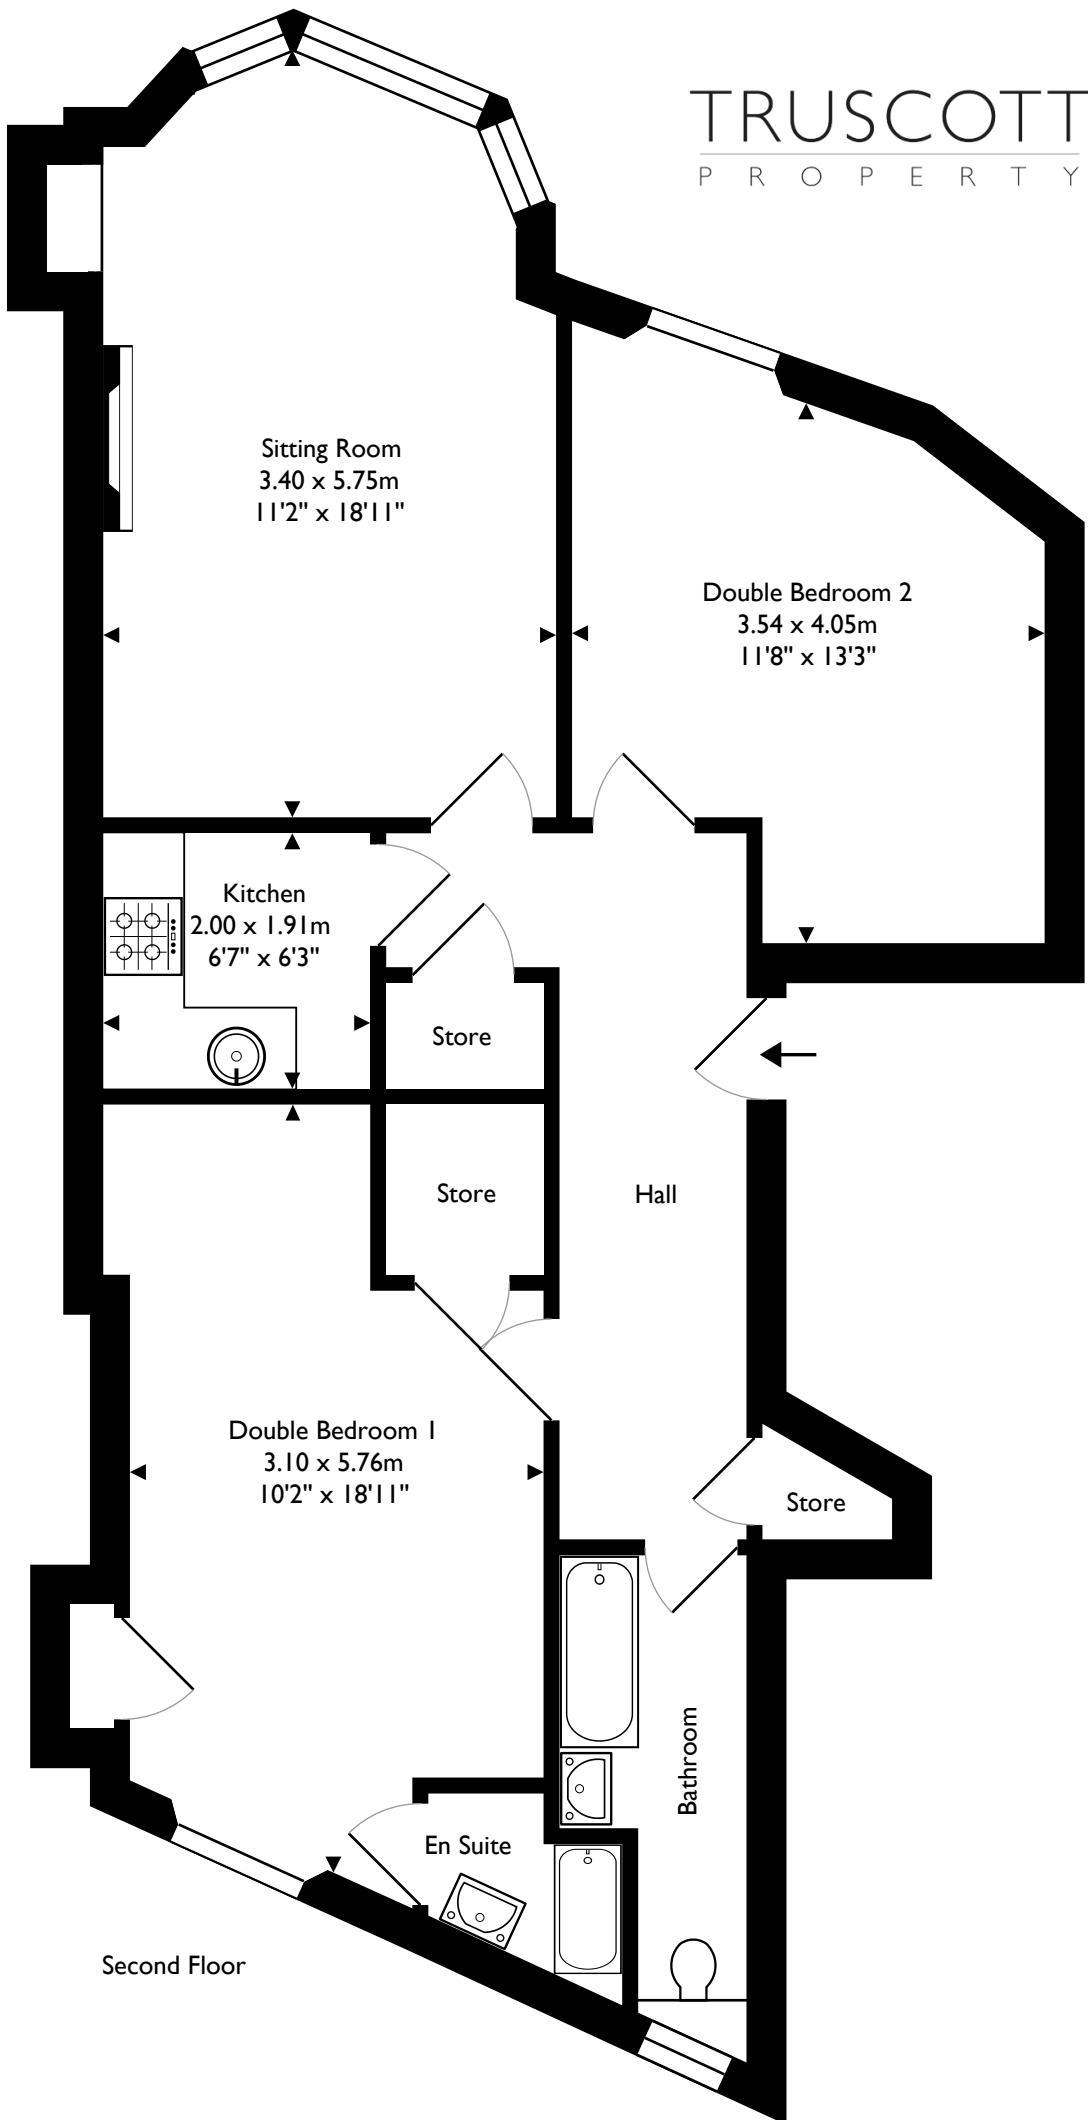 TRUSCOTT
PROPERTY
Sitting Room
3.40 x 5.75m
11'2" x 18'11"
Double Bedroom 2
3.54 x 4.05m
11'8" x 13'3"
Kitchen
2.00 x 1.91m
6'7" x 6'3"
Store
Store
Hall
Double Bedroom 1
3.10 x 5.76m
10'2" x 18'11"
Store
Bathroom
En Suite
Second Floor